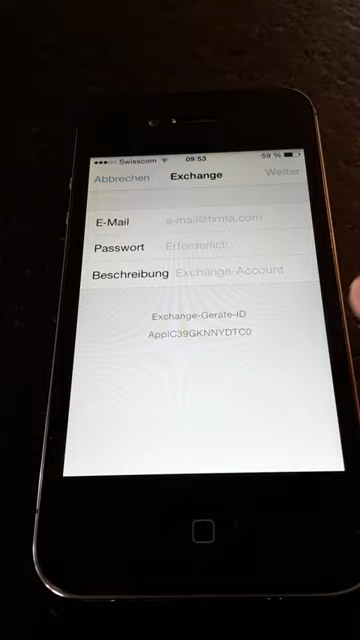 Swisscom 09:53 59 %
Abbrechen Exchange Weiter
E-Mail e-mail@firma.com
Passwort Erforderlich
Beschreibung Exchange-Account
Exchange-Geräte-ID
ApplC39GKNNYDTC0